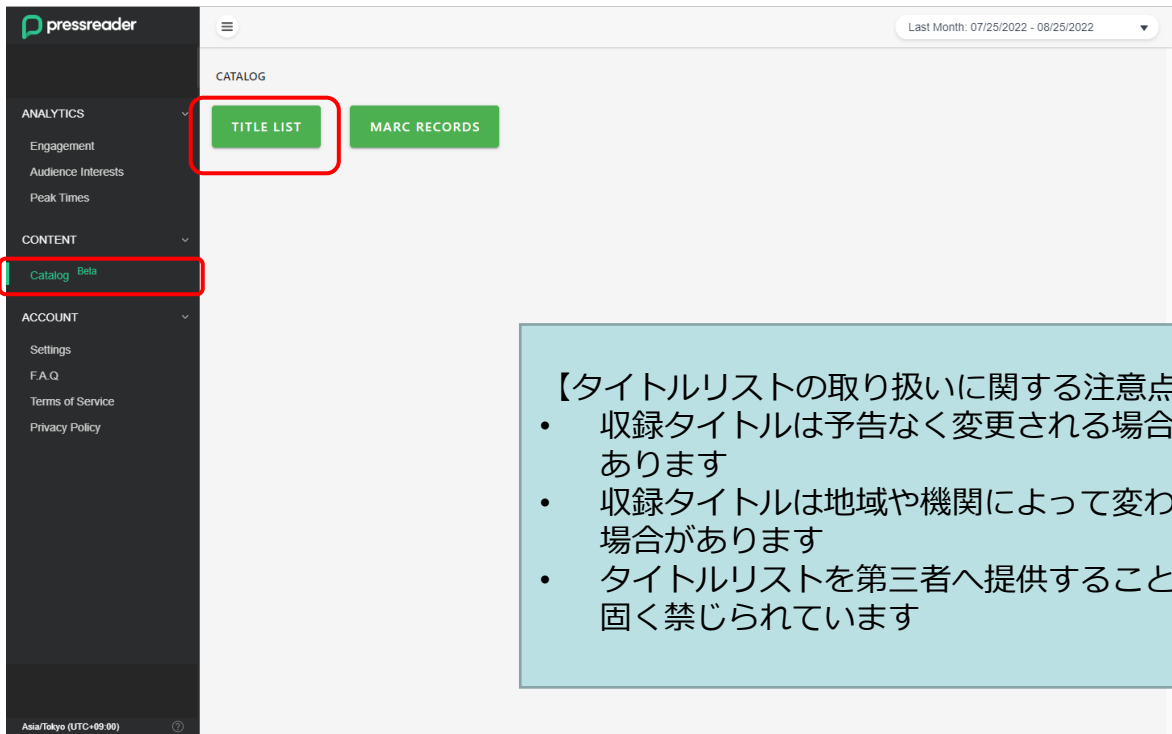 pressreader
Last Month: 07/25/2022 - 08/25/2022
CATALOG
TITLE LIST
MARC RECORDS
ANALYTICS
Engagement
Audience Interests
Peak Times
CONTENT
Catalog Beta
ACCOUNT
Settings
F.A.Q
Terms of Service
Privacy Policy
Asia/Tokyo (UTC+09:00)
【タイトルリストの取り扱いに関する注意点
• 収録タイトルは予告なく変更される場合
あります
• 収録タイトルは地域や機関によって変わ
場合があります
• タイトルリストを第三者へ提供すること
固く禁じられています